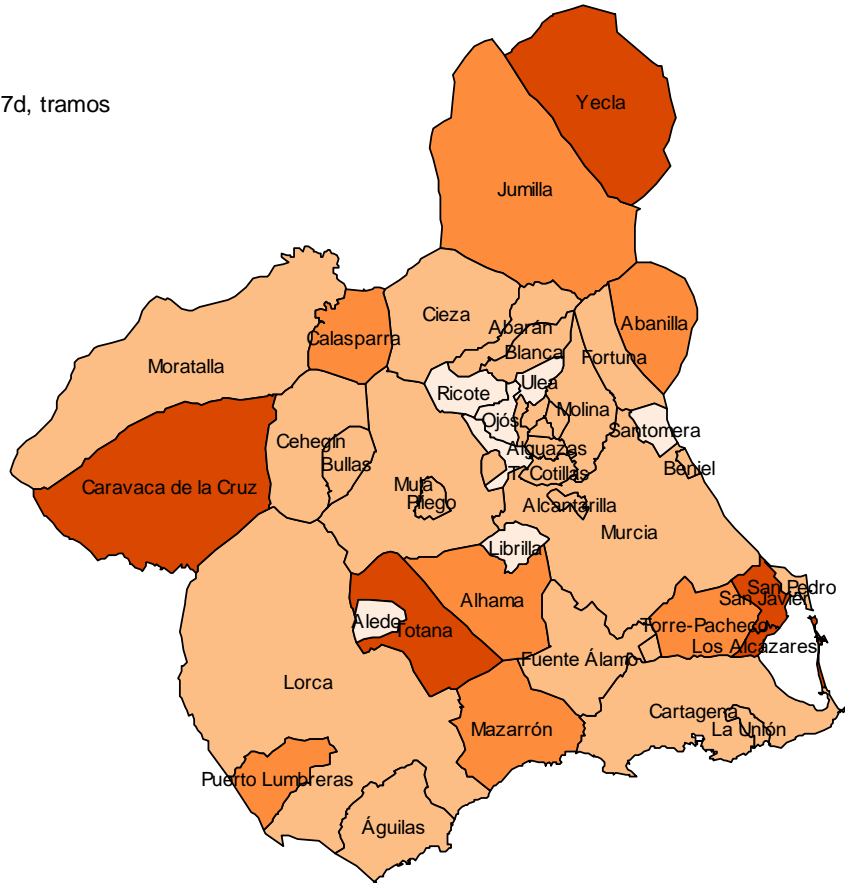 Yecla
7d, tramos
Jumilla
Cieza
Abarán
Abanilla
Calasparra
Blanca
Fortuna
Moratalla
Ulea
Ricote
Molina
Ojós
Santomera
Cehegín
Alguazas
Bullas
Beniel
T. Cotillas
Caravaca de la Cruz
Mula
Pliego
Alcantarilla
Murcia
Librilla
San Pedro
San Javier
Alhama
Aledo
Totana
Torre-Pacheco
Los Alcázares
Fuente Álamo
Lorca
Cartagena
La Unión
Mazarrón
Puerto Lumbreras
Águilas